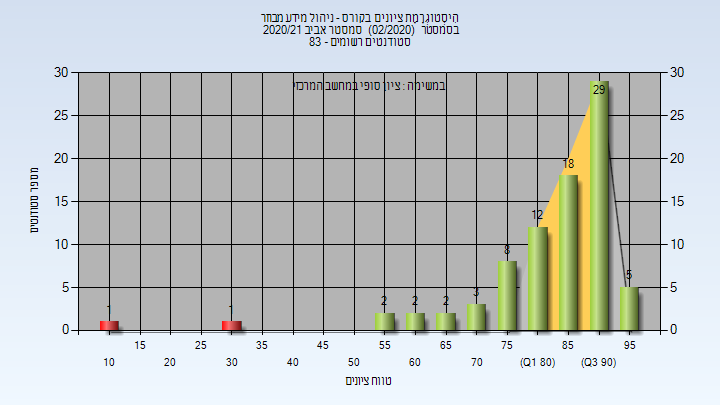 היסטוגרמת ציונים בקורס - ניהול מידע מבוזר
בסמסטר (02/2020) סמסטר אביב 2020/21
סטודנטים רשומים - 83
במשימה : ציון סופי במחשב המרכזי
מספר סטודנטים
30 30
25 25
20 20
15 15
10 10
5 5
0 0
1 1 2 2 2 3 8 12 18 29 5
15 25 35 45 55 65 75 85 95
10 20 30 40 50 60 70 (Q1 80) (Q3 90)
טווח ציונים